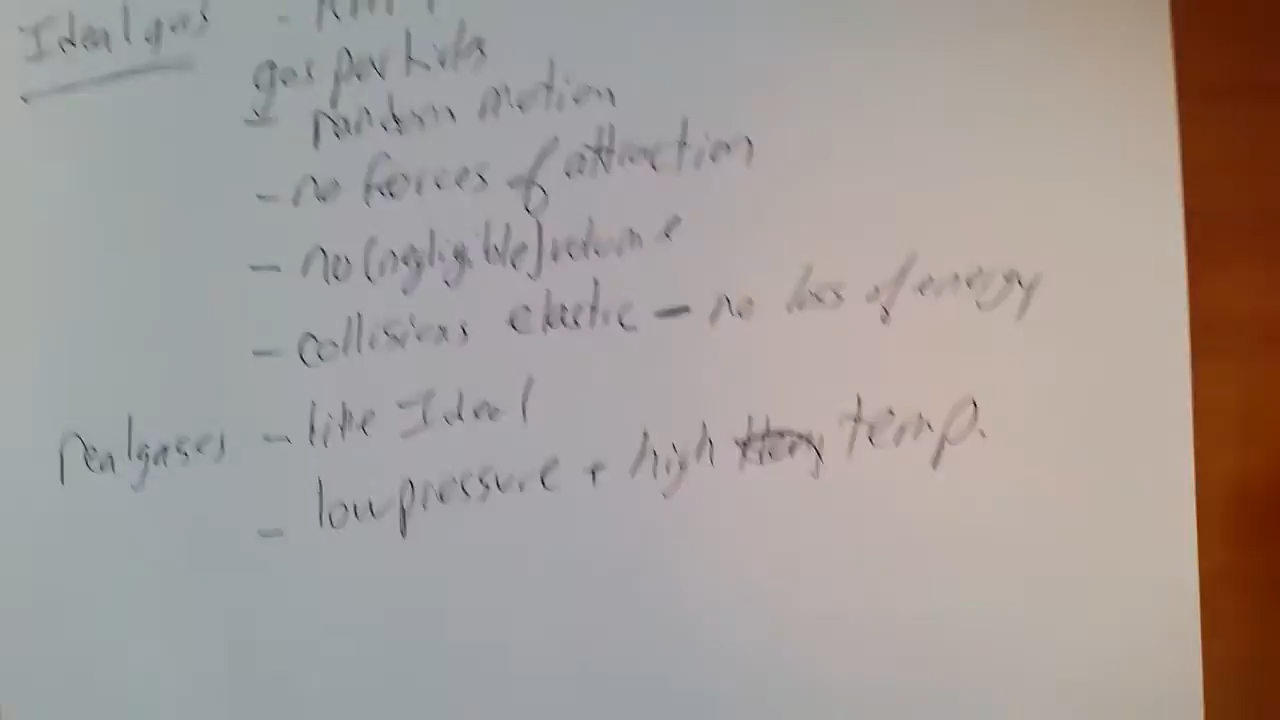 Ideal gas - KMT
gas particles
- random motion
- no forces of attraction
- no (negligible) volume
- collisions elastic - no loss of energy
Real gases - like Ideal
- low pressure + high temp.